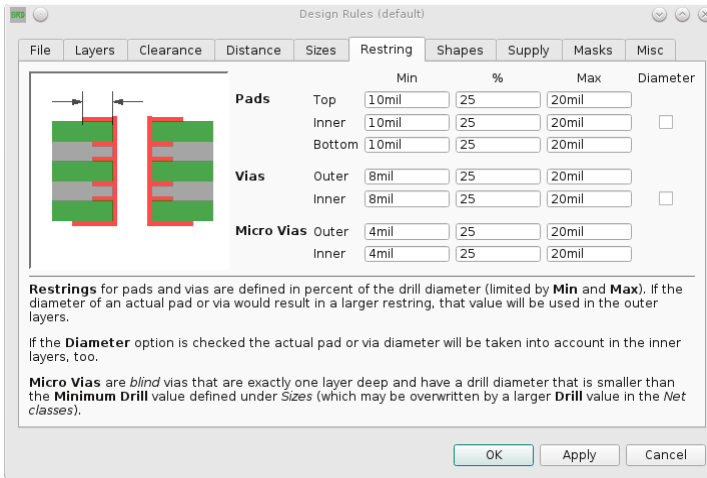 BRD Design Rules (default)
File Layers Clearance Distance Sizes Restring Shapes Supply Masks Misc
Min % Max Diameter
Pads Top 10mil 25 20mil
Inner 10mil 25 20mil
Bottom 10mil 25 20mil
Vias Outer 8mil 25 20mil
Inner 8mil 25 20mil
Micro Vias Outer 4mil 25 20mil
Inner 4mil 25 20mil
Restrings for pads and vias are defined in percent of the drill diameter (limited by Min and Max). If the
diameter of an actual pad or via would result in a larger restring, that value will be used in the outer
layers.
If the Diameter option is checked the actual pad or via diameter will be taken into account in the inner
layers, too.
Micro Vias are blind vias that are exactly one layer deep and have a drill diameter that is smaller than
the Minimum Drill value defined under Sizes (which may be overwritten by a larger Drill value in the Net
classes).
OK Apply Cancel